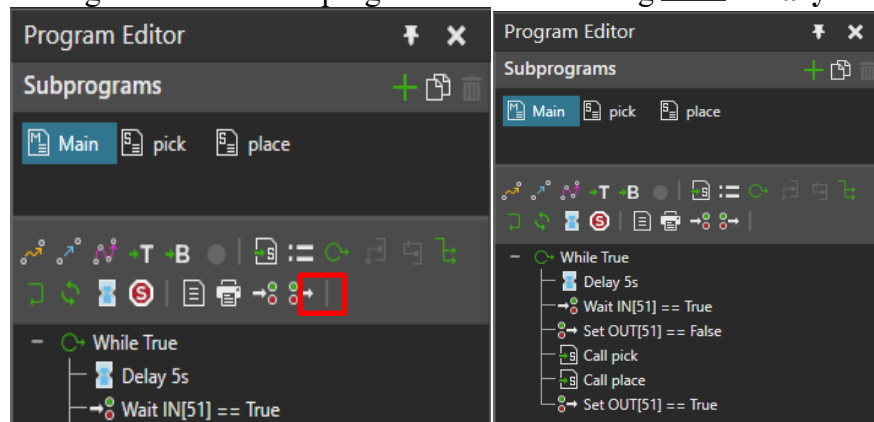 Program Editor
Subprograms
Main pick place
T B
S
While True
Delay 5s
Wait IN[51] == True
Program Editor
Subprograms
Main pick place
T B
S
While True
Delay 5s
Wait IN[51] == True
Set OUT[51] == False
Call pick
Call place
Set OUT[51] == True